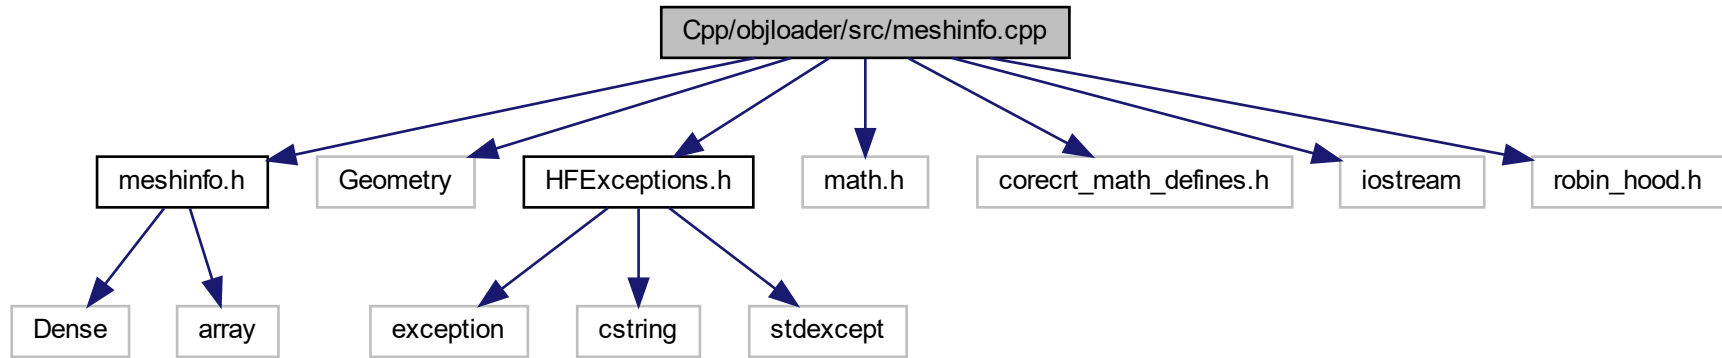 Cpp/objloader/src/meshinfo.cpp
meshinfo.h
Geometry
HFExceptions.h
math.h
corecrt_math_defines.h
iostream
robin_hood.h
Dense
array
exception
cstring
stdexcept